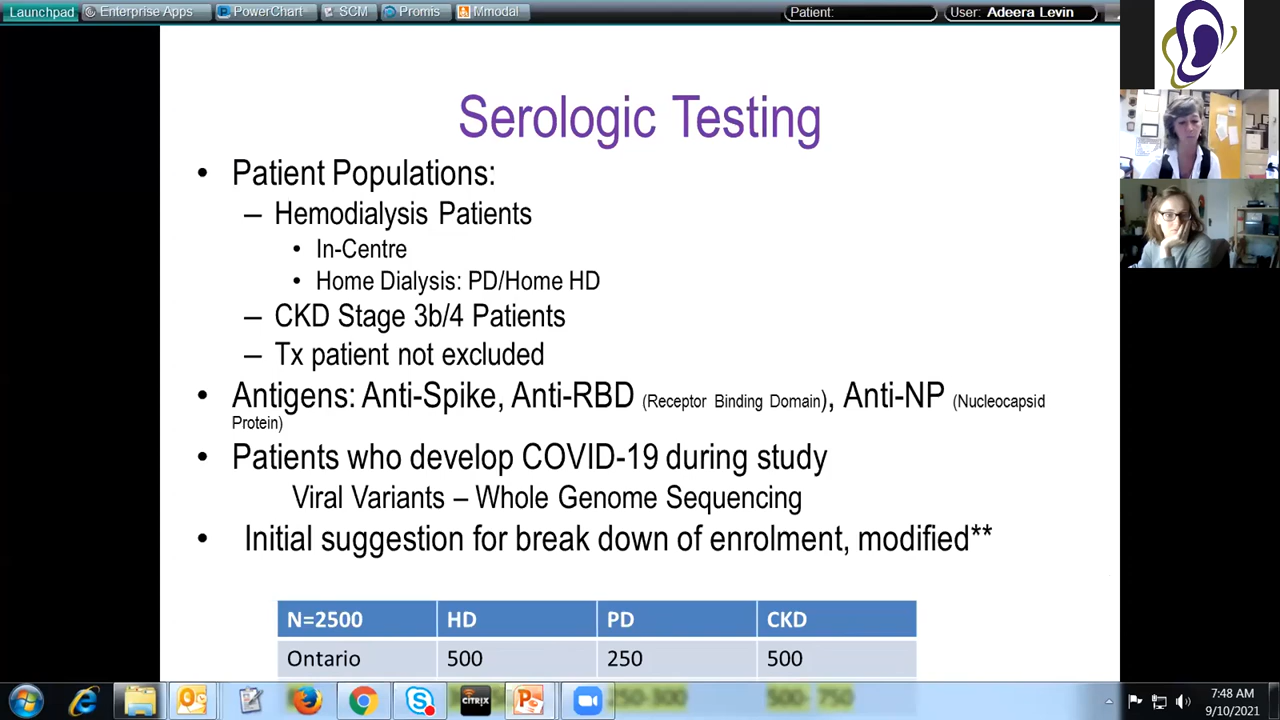 Launchpad Enterprise Apps PowerChart SCM Promis Mmodal Patient: User: Adeera Levin
Serologic Testing
• Patient Populations:
– Hemodialysis Patients
• In-Centre
• Home Dialysis: PD/Home HD
– CKD Stage 3b/4 Patients
– Tx patient not excluded
• Antigens: Anti-Spike, Anti-RBD (Receptor Binding Domain), Anti-NP (Nucleocapsid
Protein)
• Patients who develop COVID-19 during study
Viral Variants – Whole Genome Sequencing
• Initial suggestion for break down of enrolment, modified**
N=2500 HD PD CKD
Ontario 500 250 500
CITRIX
7:48 AM
9/10/2021